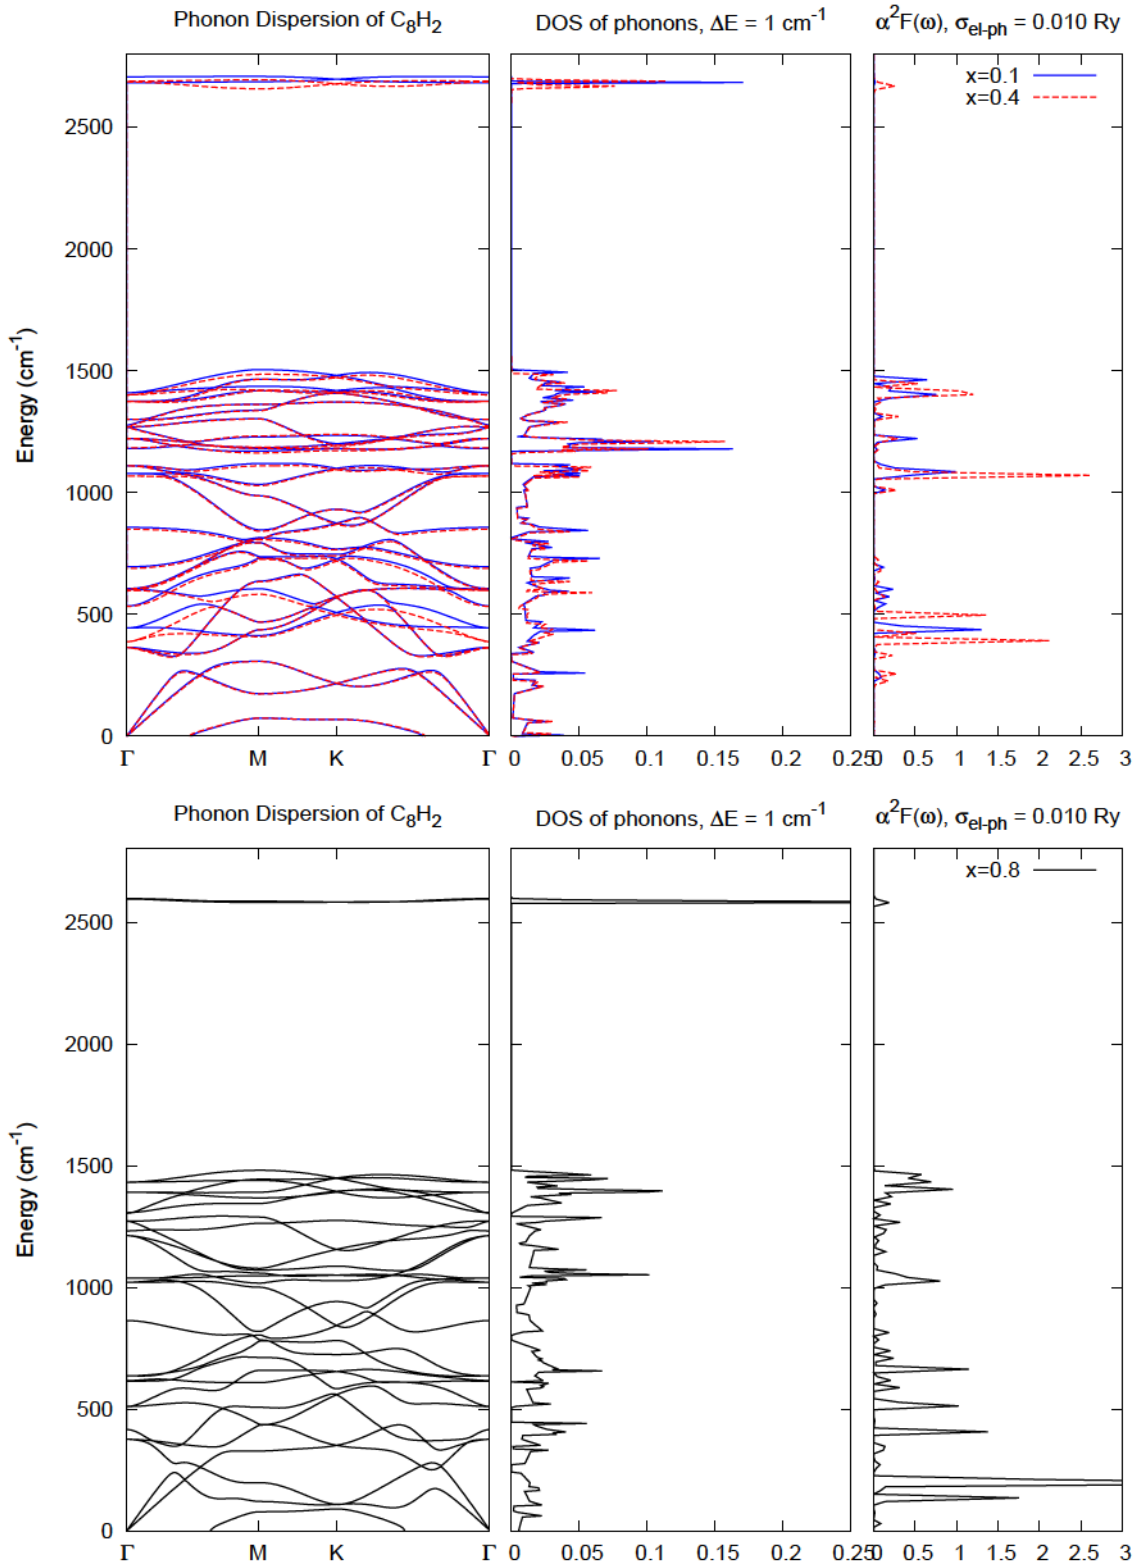 Phonon Dispersion of C8H2
DOS of phonons, ΔE = 1 cm-1
α2F(ω), σel-ph = 0.010 Ry
x=0.1
x=0.4
Energy (cm-1)
2500
2000
1500
1000
500
0
Γ M K Γ
0 0.05 0.1 0.15 0.2 0.25
0 0.5 1 1.5 2 2.5 3
Phonon Dispersion of C8H2
DOS of phonons, ΔE = 1 cm-1
α2F(ω), σel-ph = 0.010 Ry
x=0.8
Energy (cm-1)
2500
2000
1500
1000
500
0
Γ M K Γ
0 0.05 0.1 0.15 0.2 0.25
0 0.5 1 1.5 2 2.5 3